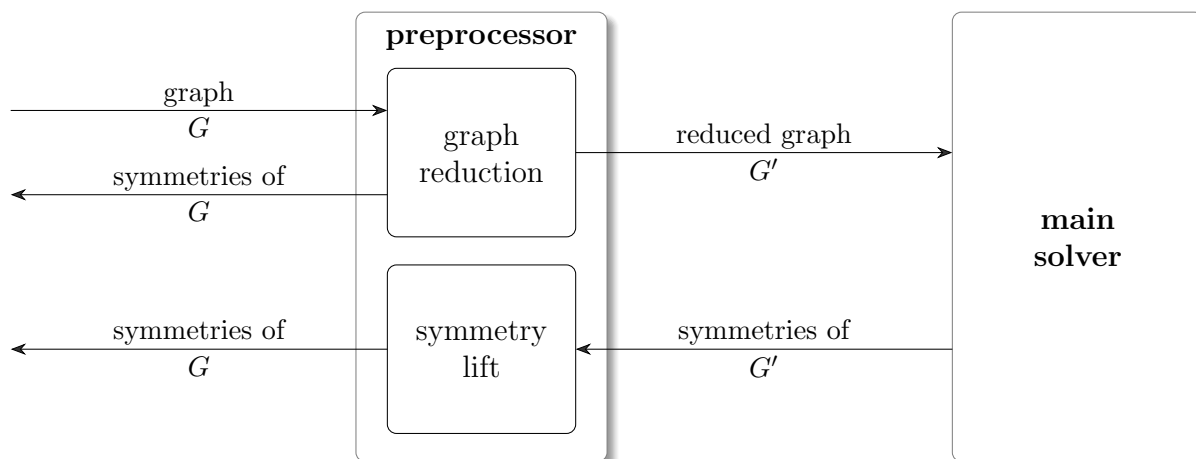 preprocessor
graph
G
graph
reduction
symmetries of
G
reduced graph
G′
main
solver
symmetries of
G
symmetry
lift
symmetries of
G′